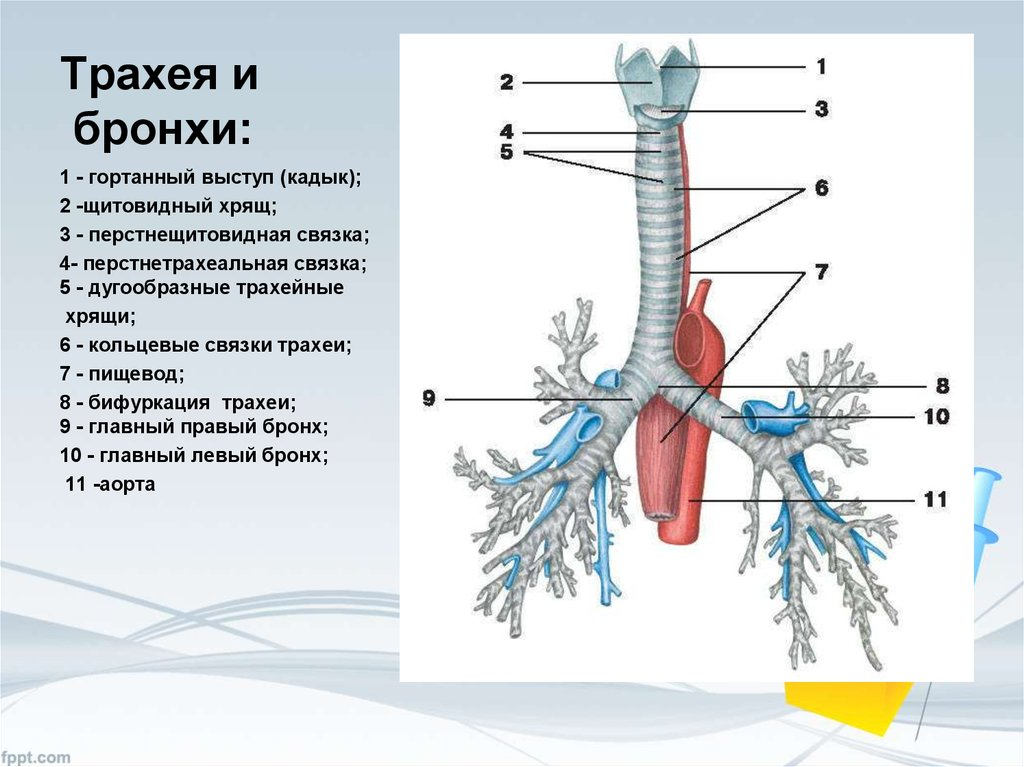 Трахея и
бронхи:
1 - гортанный выступ (кадык);
2 -щитовидный хрящ;
3 - перстнещитовидная связка;
4- перстнетрахеальная связка;
5 - дугообразные трахейные
хрящи;
6 - кольцевые связки трахеи;
7 - пищевод;
8 - бифуркация трахеи;
9 - главный правый бронх;
10 - главный левый бронх;
11 -аорта
1
2
3
4
5
6
7
8
9
10
11
fppt.com